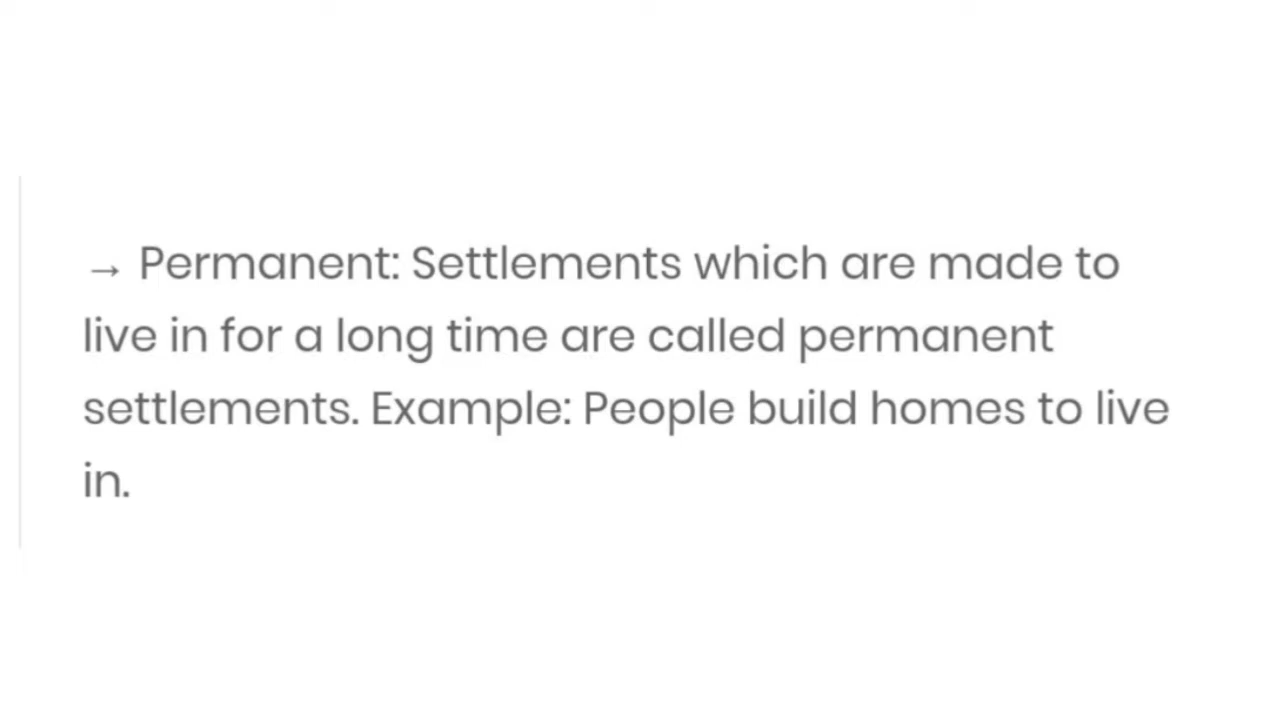 → Permanent: Settlements which are made to
live in for a long time are called permanent
settlements. Example: People build homes to live
in.